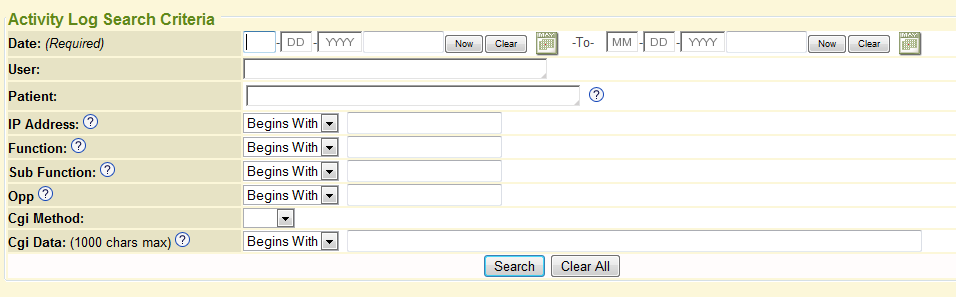 Activity Log Search Criteria
Date: (Required) -DD-YYYY Now Clear MAY -To- MM-DD-YYYY Now Clear MAY
User:
Patient: ?
IP Address: ? Begins With
Function: ? Begins With
Sub Function: ? Begins With
Opp ? Begins With
Cgi Method:
Cgi Data: (1000 chars max) ? Begins With
Search Clear All